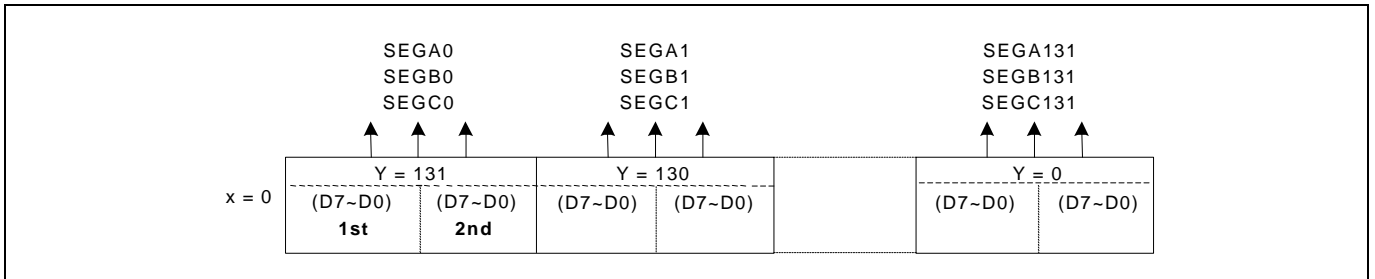 SEGA0 SEGA1 SEGA131
SEGB0 SEGB1 SEGB131
SEGC0 SEGC1 SEGC131
Y = 131 Y = 130 Y = 0
x = 0
(D7~D0) (D7~D0) (D7~D0) (D7~D0) (D7~D0) (D7~D0)
1st 2nd